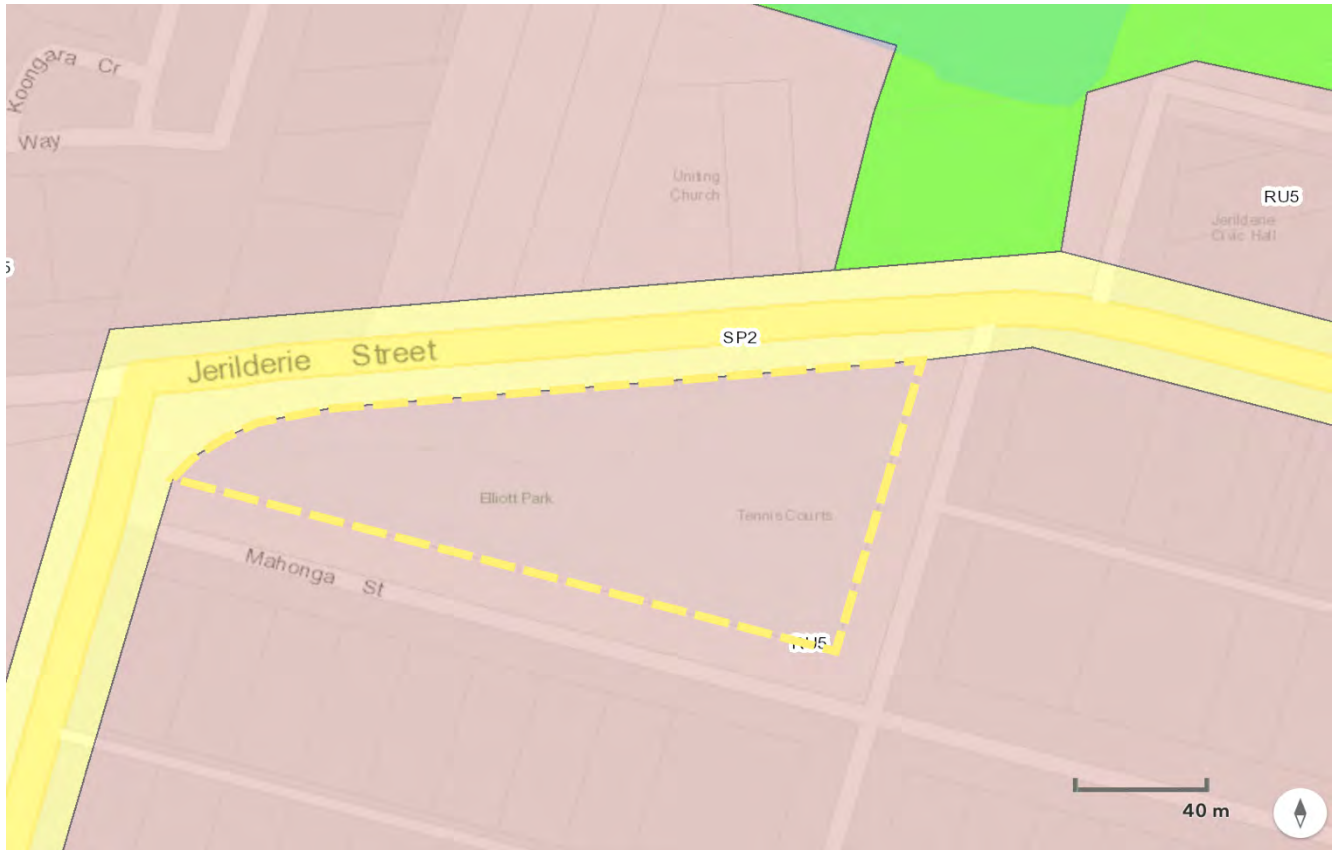 Koongara Cr
Way
Uniting
Church
RU5
Jerilderie
Civic Hall
5
SP2
Jerilderie Street
Elliott Park
Tennis Courts
Mahonga St
RU5
40 m